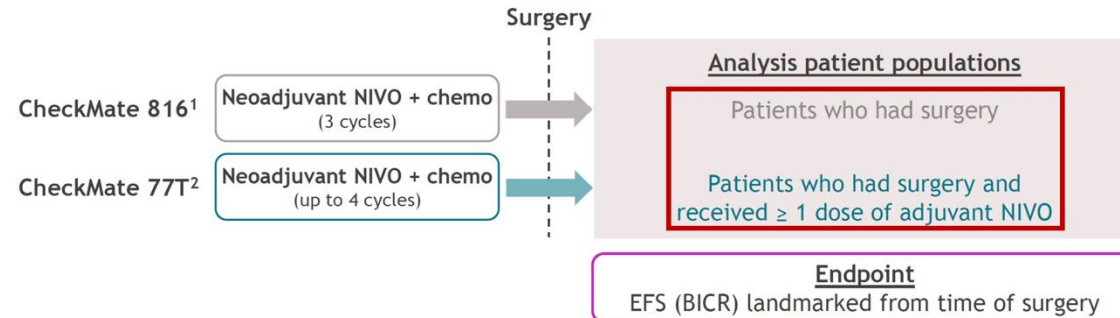 Surgery
Analysis patient populations
CheckMate 816¹
Neoadjuvant NIVO + chemo
(3 cycles)
Patients who had surgery
CheckMate 77T²
Neoadjuvant NIVO + chemo
(up to 4 cycles)
Patients who had surgery and
received ≥ 1 dose of adjuvant NIVO
Endpoint
EFS (BICR) landmarked from time of surgery